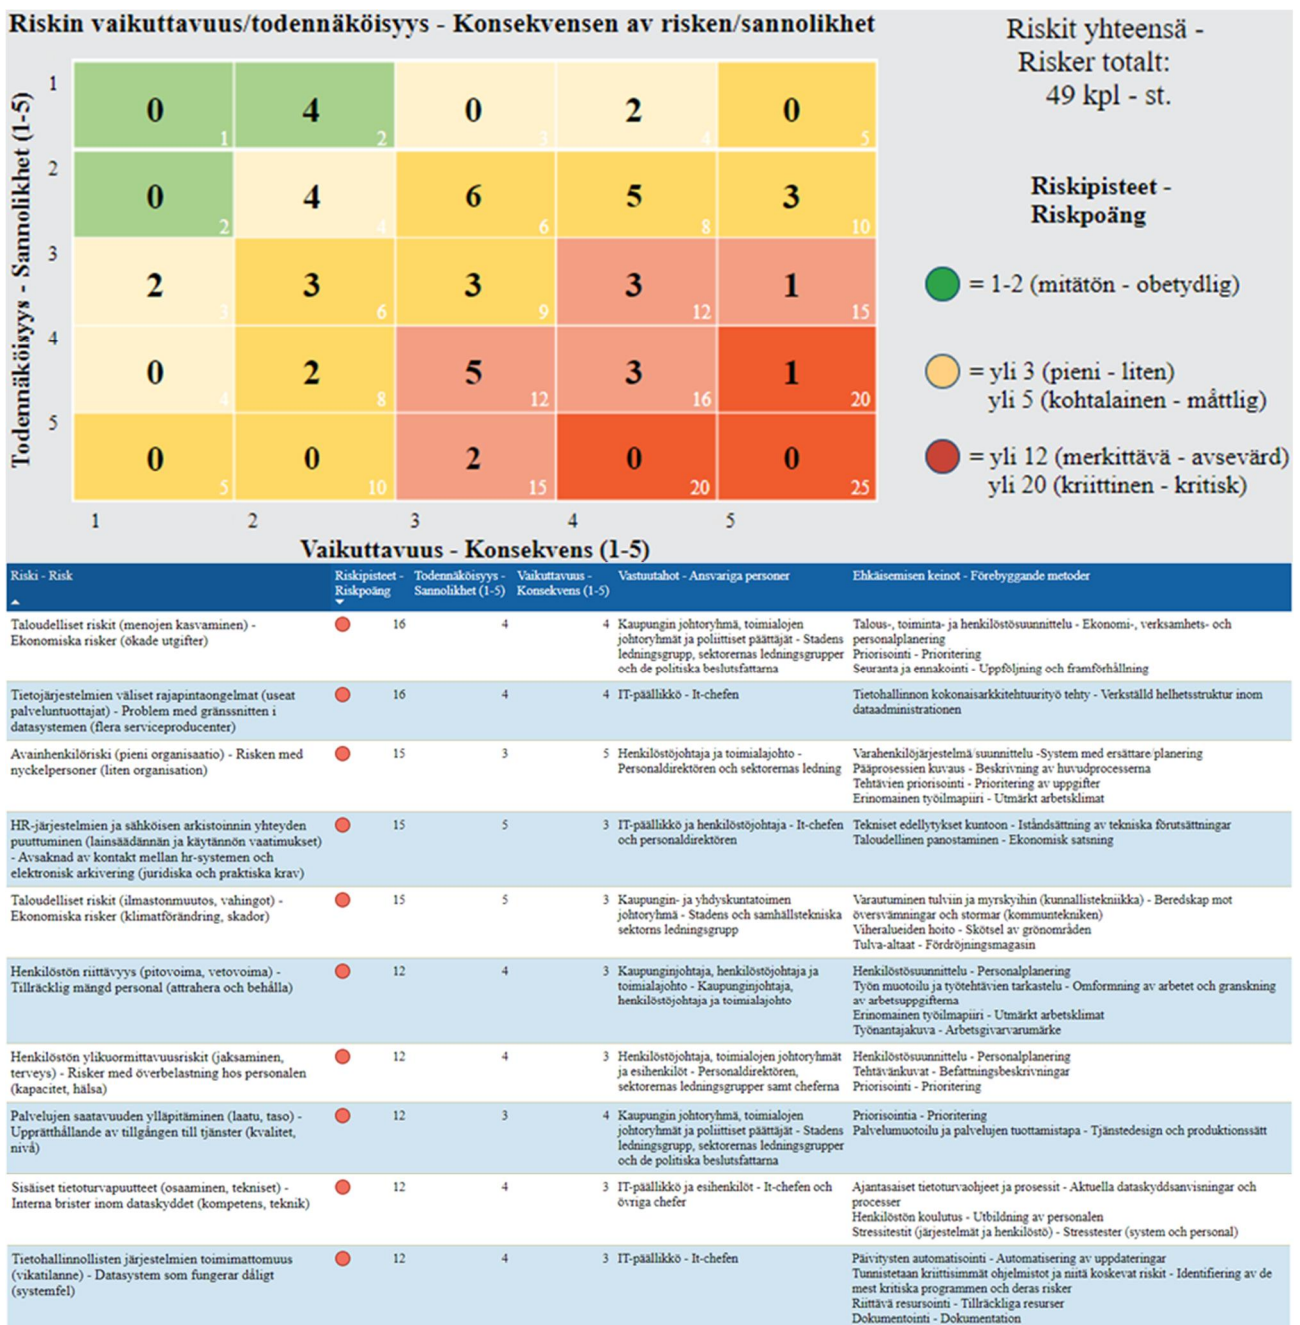 Riskin vaikuttavuus/todennäköisyys - Konsekvensen av risken/sannolikhet
Riskit yhteensä -
Risker totalt:
49 kpl - st.
Riskipisteet -
Riskpoäng
= 1-2 (mitätön - obetydlig)
= yli 3 (pieni - liten)
yli 5 (kohtalainen - måttlig)
= yli 12 (merkittävä - avsevärd)
yli 20 (kriittinen - kritisk)
Todennäköisyys - Sannolikhet (1-5)
1
0 1 4 2 0 3 2 4 0 5
2
0 2 4 4 6 6 5 8 3 10
3
2 3 3 6 3 9 3 12 1 15
4
0 4 2 8 5 12 3 16 1 20
5
0 5 0 10 2 15 0 20 0 25
1 2 3 4 5
Vaikuttavuus - Konsekvens (1-5)
Riski - Risk
Riskipisteet -
Riskpoäng
Todennäköisyys -
Sannolikhet (1-5)
Vaikuttavuus -
Konsekvens (1-5)
Vastuutahot - Ansvariga personer
Ehkäisemisen keinot - Förebyggande metoder
Taloudelliset riskit (menojen kasvaminen) -
Ekonomiska risker (ökade utgifter)
16 4 4
Kaupungin johtoryhmä, toimialojen
johtoryhmät ja poliittiset päättäjät - Stadens
ledningsgrupp, sektorernas ledningsgrupper
och de politiska beslutsfattarna
Talous-, toiminta- ja henkilöstösuunnittelu - Ekonomi-, verksamhets- och
personalplanering
Priorisointi - Prioritering
Seuranta ja ennakointi - Uppföljning och framförhållning
Tietojärjestelmien väliset rajapintaongelmat (useat
palveluntuottajat) - Problem med gränssnitten i
datasystemen (flera serviceproducenter)
16 4 4
IT-päällikkö - It-chefen
Tietohallinnon kokonaisarkkitehtuurityö tehty - Verkställd helhetsstruktur inom
dataadministrationen
Avainhenkilöriski (pieni organisaatio) - Risken med
nyckelpersoner (liten organisation)
15 3 5
Henkilöstöjohtaja ja toimialajohto -
Personaldirektören och sektorernas ledning
Varahenkilöjärjestelmä/suunnittelu -System med ersättare/planering
Pääprosessien kuvaus - Beskrivning av huvudprocesserna
Tehtävien priorisointi - Prioritering av uppgifter
Erinomainen työilmapiiri - Utmärkt arbetsklimat
HR-järjestelmien ja sähköisen arkistoinnin yhteyden
puuttuminen (lainsäädännän ja käytännön vaatimukset)
- Avsaknad av kontakt mellan hr-systemen och
elektronisk arkivering (juridiska och praktiska krav)
15 5 3
IT-päällikkö ja henkilöstöjohtaja - It-chefen
och personaldirektören
Tekniset edellytykset kuntoon - Iståndsättning av tekniska förutsättningar
Taloudellinen panostaminen - Ekonomisk satsning
Taloudelliset riskit (ilmastonmuutos, vahingot) -
Ekonomiska risker (klimatförändring, skador)
15 5 3
Kaupungin- ja yhdyskuntatoimen
johtoryhmä - Stadens och samhällstekniska
sektorns ledningsgrupp
Varautuminen tulviin ja myrskyihin (kunnallistekniikka) - Beredskap mot
översvämningar och stormar (kommuntekniken)
Viheralueiden hoito - Skötsel av grönområden
Tulva-altaat - Fördröjningsmagasin
Henkilöstön riittävyys (pitovoima, vetovoima) -
Tillräcklig mängd personal (attrahera och behålla)
12 4 3
Kaupunginjohtaja, henkilöstöjohtaja ja
toimialajohto - Kaupunginjohtaja,
henkilöstöjohtaja ja toimialajohto
Henkilöstösuunnittelu - Personalplanering
Työn muotoilu ja työtehtävien tarkastelu - Omformning av arbetet och granskning
av arbetsuppgifterna
Erinomainen työilmapiiri - Utmärkt arbetsklimat
Työnantajakuva - Arbetsgivarvarumärke
Henkilöstön ylikuormittavuusriskit (jaksaminen,
terveys) - Risker med överbelastning hos personalen
(kapacitet, hälsa)
12 4 3
Henkilöstöjohtaja, toimialojen johtoryhmät
ja esihenkilöt - Personaldirektören,
sektorernas ledningsgrupper samt cheferna
Henkilöstösuunnittelu - Personalplanering
Tehtävänkuvat - Befattningsbeskrivningar
Priorisointi - Prioritering
Palvelujen saatavuuden ylläpitäminen (laatu, taso) -
Upprätthållande av tillgången till tjänster (kvalitet,
nivå)
12 3 4
Kaupungin johtoryhmä, toimialojen
johtoryhmät ja poliittiset päättäjät - Stadens
ledningsgrupp, sektorernas ledningsgrupper
och de politiska beslutsfattarna
Priorisointia - Prioritering
Palvelumuotoilu ja palvelujen tuottamistapa - Tjänstedesign och produktionssätt
Sisäiset tietoturvapuutteet (osaaminen, tekniset) -
Interna brister inom dataskyddet (kompetens, teknik)
12 4 3
IT-päällikkö ja esihenkilöt - It-chefen och
övriga chefer
Ajantasaiset tietoturvaohjeet ja prosessit - Aktuella dataskyddsanvisningar och
processer
Henkilöstön koulutus - Utbildning av personalen
Stressitestit (järjestelmät ja henkilöstö) - Stresstester (system och personal)
Tietohallinnollisten järjestelmien toimimattomuus
(vikatilanne) - Datasystem som fungerar dåligt
(systemfel)
12 4 3
IT-päällikkö - It-chefen
Päivitysten automatisointi - Automatisering av uppdateringar
Tunnistetaan kriittisimmät ohjelmistot ja niitä koskevat riskit - Identifiering av de
mest kritiska programmen och deras risker
Riittävä resursointi - Tillräckliga resurser
Dokumentointi - Dokumentation